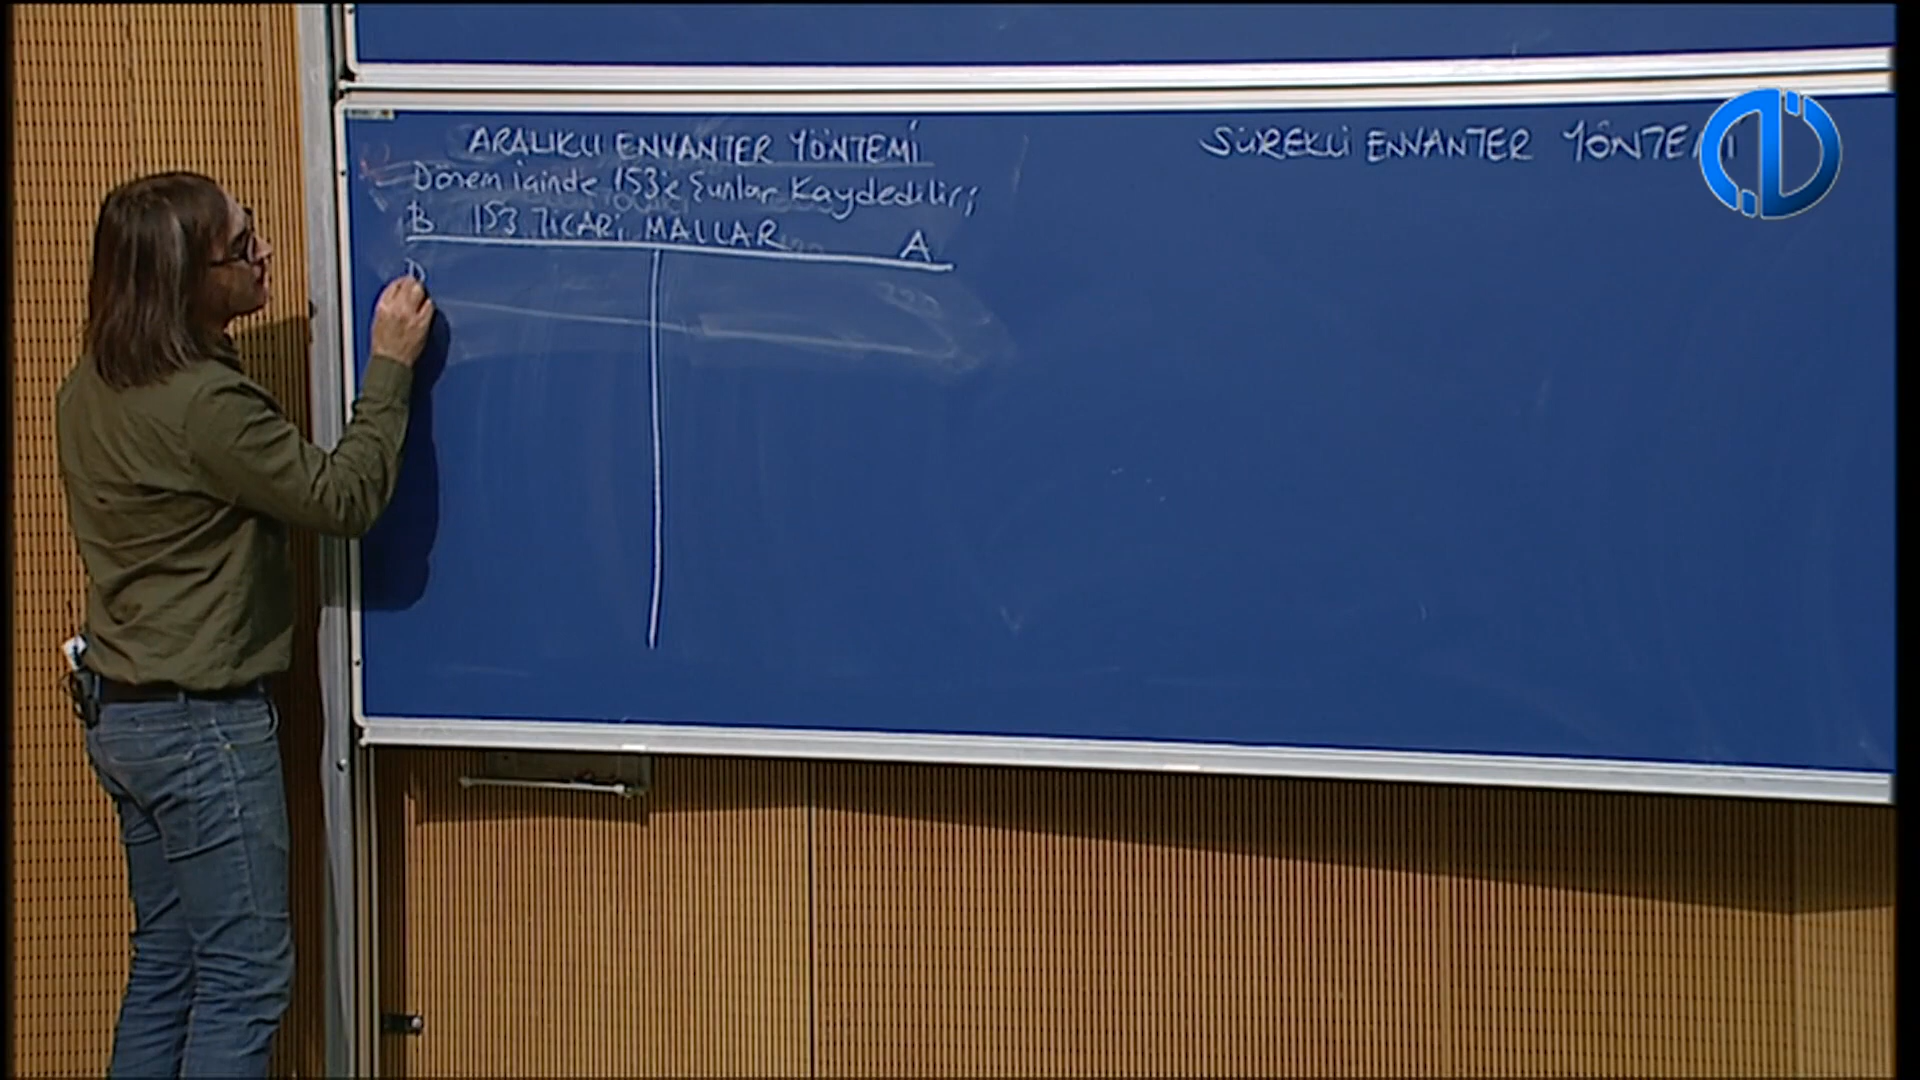 ARALIKLI ENVANTER YÖNTEMİ
Dönem içinde 153'e şunlar Kaydedilir;
B 153 TİCARİ MALLAR A
D
SÜREKLİ ENVANTER YÖNTEMİ